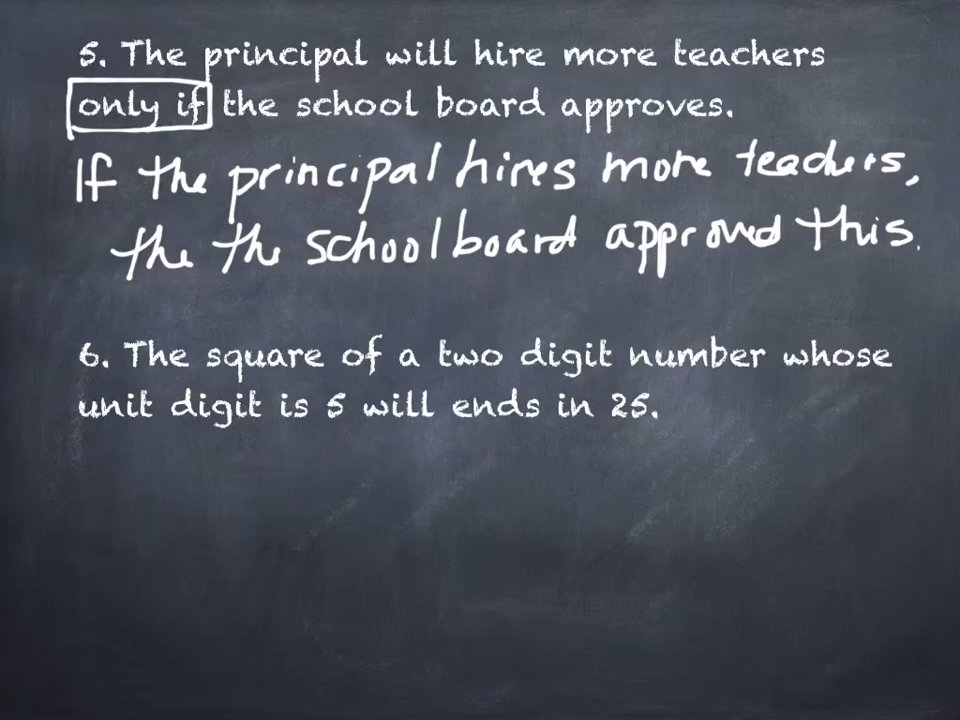 5. The principal will hire more teachers
only if the school board approves.
If the principal hires more teachers,
the the school board approved this.
6. The square of a two digit number whose
unit digit is 5 will ends in 25.